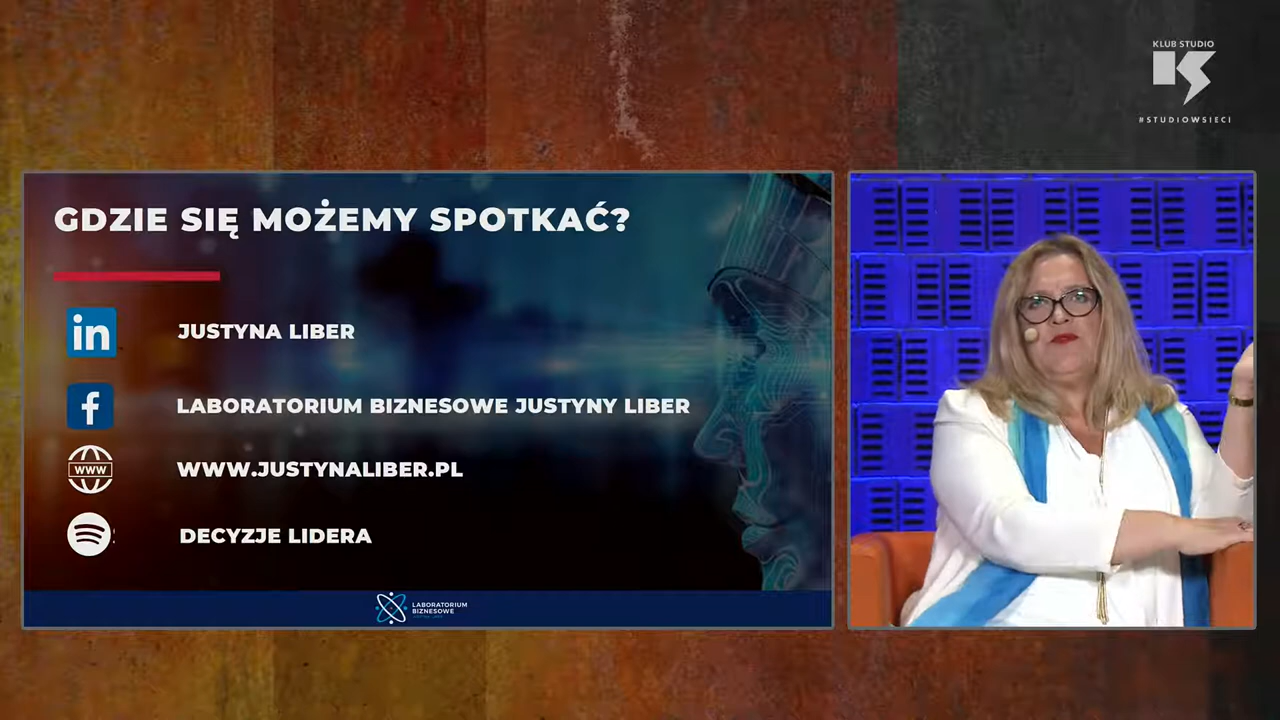 KLUB STUDIO
KS
#STUDIOWSIECI
GDZIE SIĘ MOŻEMY SPOTKAĆ?
in
JUSTYNA LIBER
f
LABORATORIUM BIZNESOWE JUSTYNY LIBER
WWW
WWW.JUSTYNALIBER.PL
DECYZJE LIDERA
LABORATORIUM
BIZNESOWE